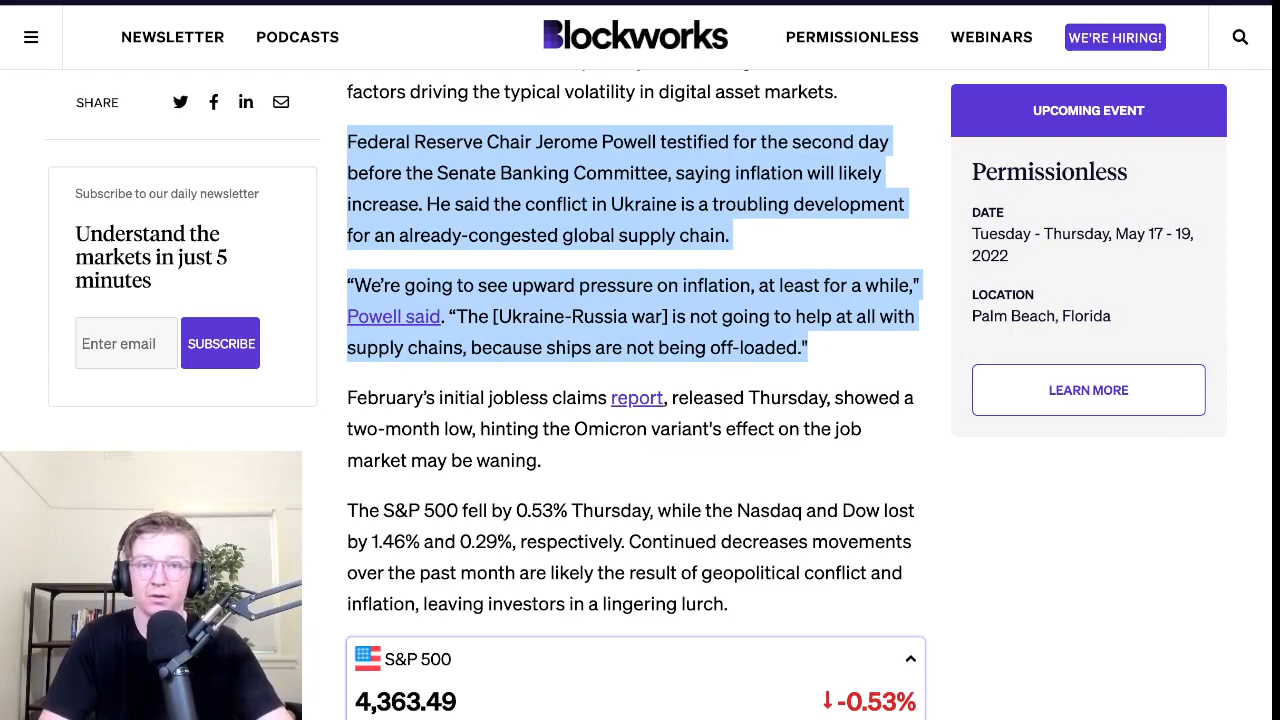 NEWSLETTER
PODCASTS
Blockworks
PERMISSIONLESS
WEBINARS
WE'RE HIRING!
SHARE
Subscribe to our daily newsletter
Understand the
markets in just 5
minutes
Enter email
SUBSCRIBE
factors driving the typical volatility in digital asset markets.
Federal Reserve Chair Jerome Powell testified for the second day
before the Senate Banking Committee, saying inflation will likely
increase. He said the conflict in Ukraine is a troubling development
for an already-congested global supply chain.
“We’re going to see upward pressure on inflation, at least for a while,"
Powell said. “The [Ukraine-Russia war] is not going to help at all with
supply chains, because ships are not being off-loaded."
February’s initial jobless claims report, released Thursday, showed a
two-month low, hinting the Omicron variant's effect on the job
market may be waning.
The S&P 500 fell by 0.53% Thursday, while the Nasdaq and Dow lost
by 1.46% and 0.29%, respectively. Continued decreases movements
over the past month are likely the result of geopolitical conflict and
inflation, leaving investors in a lingering lurch.
S&P 500
4,363.49
-0.53%
UPCOMING EVENT
Permissionless
DATE
Tuesday - Thursday, May 17 - 19,
2022
LOCATION
Palm Beach, Florida
LEARN MORE